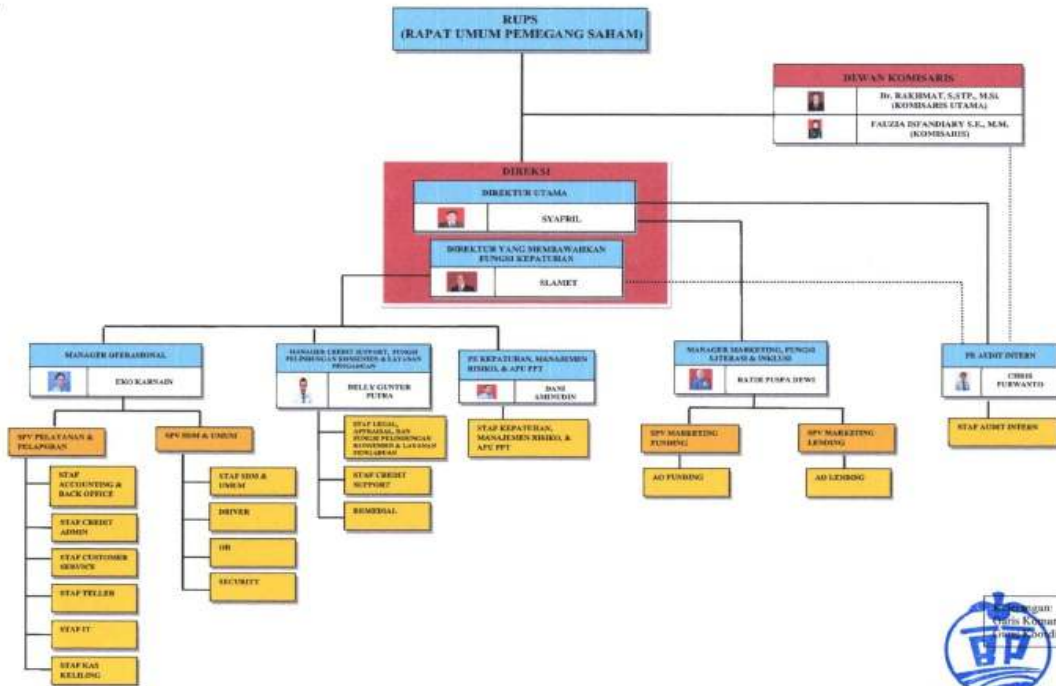 RUPS
(RAPAT UMUM PEMEGANG SAHAM)
DEWAN KOMISARIS
Dr. RAKHMAT, S.STP., M.Si.
(KOMISARIS UTAMA)
FAUZIA ISFANDIARY S.E., M.M.
(KOMISARIS)
DIREKSI
DIREKTUR UTAMA
SYAFRIL
DIREKTUR YANG MEMBAWAHKAN
FUNGSI KEPATUHAN
SLAMET
MANAGER OPERASIONAL
EKO KARNAIN
MANAGER CREDIT SUPPORT, FUNGSI
PELINDUNGAN KONSUMEN & LAYANAN
PENGADUAN
GUNTUR
PUTRA
PE KEPATUHAN, MANAJEMEN
RISIKO, & APU PPT
DANI
AMINUDIN
MANAGER MARKETING, FUNGSI
LITERASI & INKLUSI
RATIH PUSPA DEWI
PE AUDIT INTERN
CHRIS
PURWANTO
SPV PELAYANAN &
PELAPORAN
STAF
ACCOUNTING &
BACK OFFICE
STAF CREDIT
ADMIN
STAF CUSTOMER
SERVICE
STAF TELLER
STAF IT
STAF KAS
KELILING
SPV SDM & UMUM
STAF SDM &
UMUM
DRIVER
OB
SECURITY
STAF LEGAL,
APPRAISAL, DAN
FUNGSI PELINDUNGAN
KONSUMEN & LAYANAN
PENGADUAN
STAF CREDIT
SUPPORT
REMEDIAL
STAF KEPATUHAN,
MANAJEMEN RISIKO, &
APU PPT
SPV MARKETING
FUNDING
AO FUNDING
SPV MARKETING
LENDING
AO LENDING
STAF AUDIT INTERN
Keterangan:
Garis